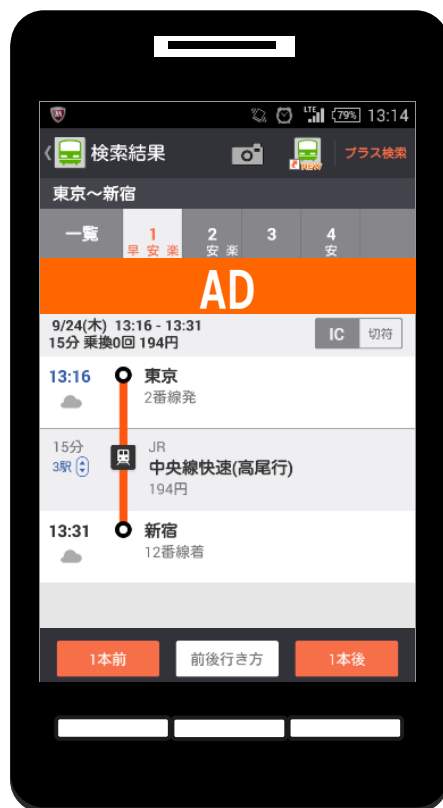 LTE 79% 13:14
検索結果 NEW プラス検索
東京～新宿
一覧 1 2 3 4
早 安 楽 安 楽 安
AD
9/24(木) 13:16 - 13:31
15分 乗換0回 194円
IC 切符
13:16 東京
2番線発
15分 JR
3駅 中央線快速(高尾行)
194円
13:31 新宿
12番線着
1本前 前後行き方 1本後